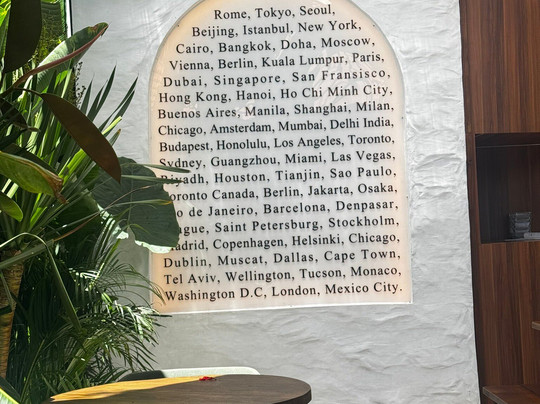 Rome, Tokyo, Seoul,
Beijing, Istanbul, New York,
Cairo, Bangkok, Doha, Moscow,
Vienna, Berlin, Kuala Lumpur, Paris,
Dubai, Singapore, San Fransisco,
Hong Kong, Hanoi, Ho Chi Minh City,
Buenos Aires, Manila, Shanghai, Milan,
Chicago, Amsterdam, Mumbai, Delhi India,
Budapest, Honolulu, Los Angeles, Toronto,
Sydney, Guangzhou, Miami, Las Vegas,
Riyadh, Houston, Tianjin, Sao Paulo,
Toronto Canada, Berlin, Jakarta, Osaka,
de Janeiro, Barcelona, Denpasar,
Saint Petersburg, Stockholm,
Madrid, Copenhagen, Helsinki, Chicago,
Dublin, Muscat, Dallas, Cape Town,
Tel Aviv, Wellington, Tucson, Monaco,
Washington D.C, London, Mexico City.